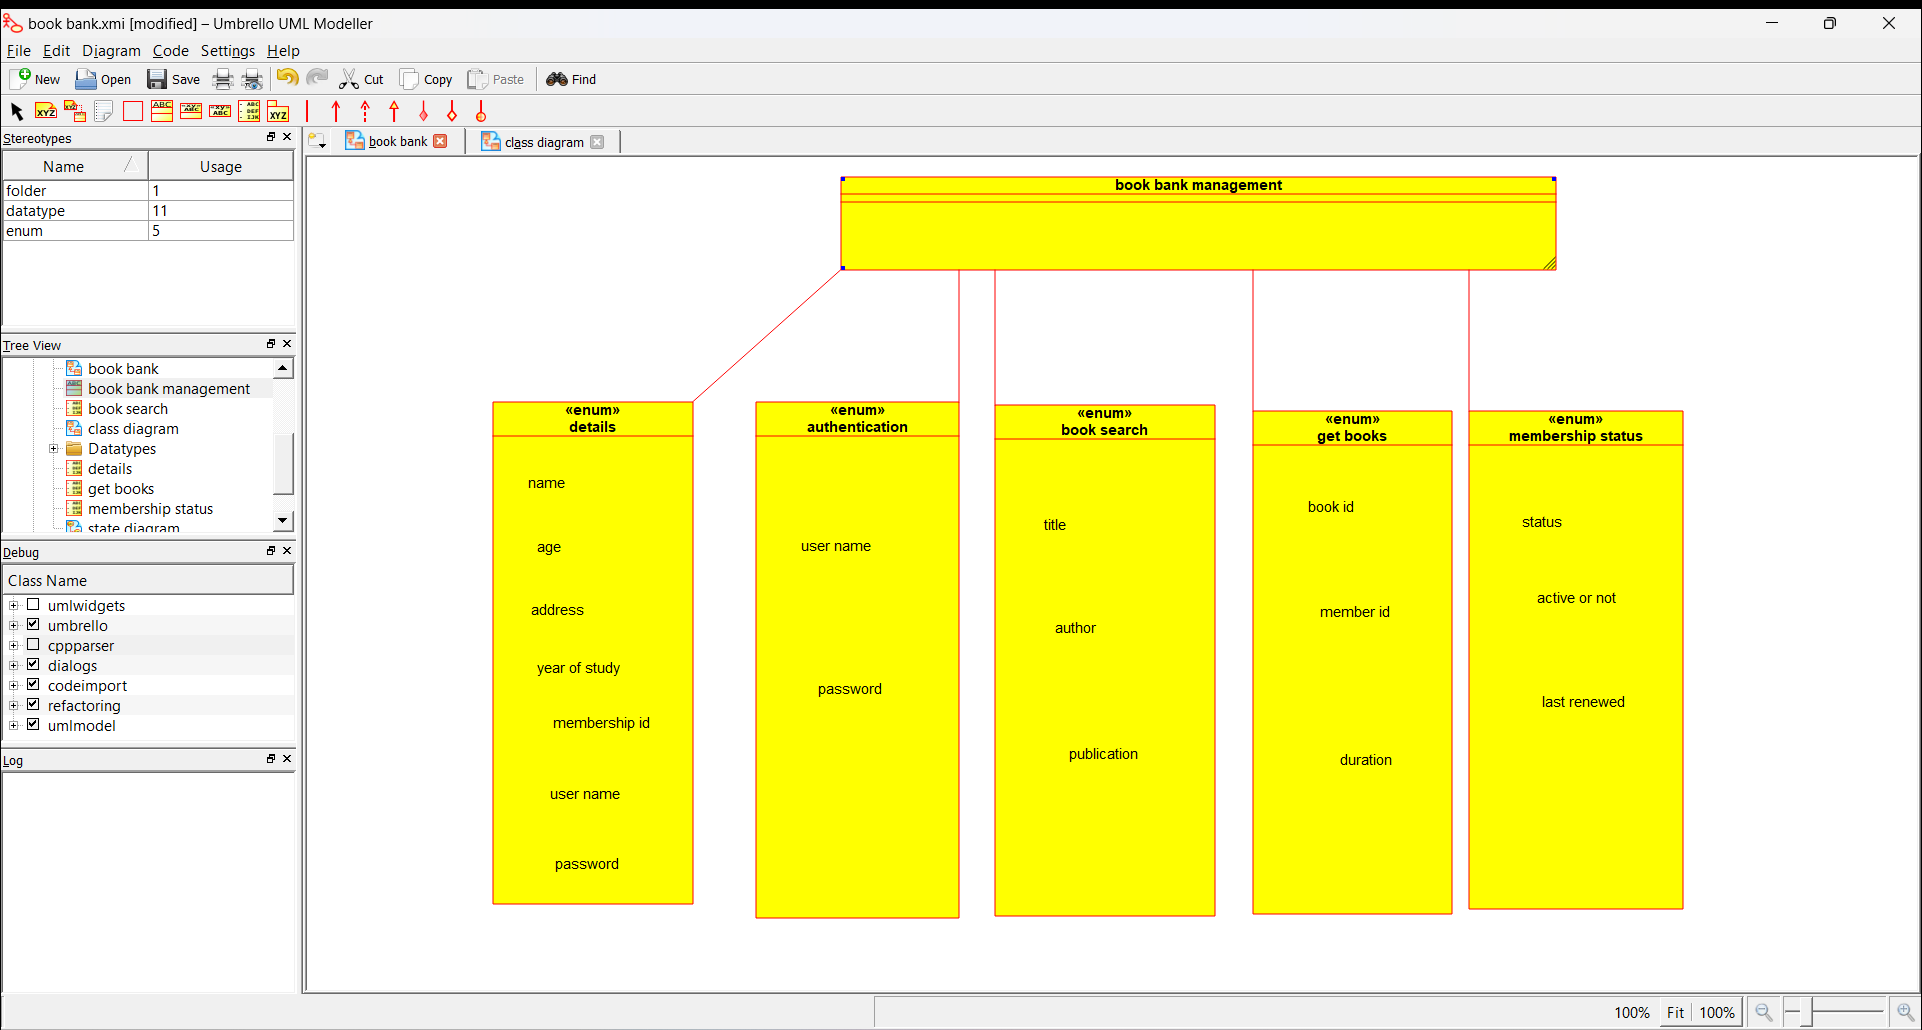 book bank.xmi [modified] – Umbrello UML Modeller
File Edit Diagram Code Settings Help
New Open Save Cut Copy Paste Find
Stereotypes
Name Usage
folder 1
datatype 11
enum 5
Tree View
book bank
book bank management
book search
class diagram
Datatypes
details
get books
membership status
state diagram
Debug
Class Name
umlwidgets
umbrello
cppparser
dialogs
codeimport
refactoring
umlmodel
Log
book bank
class diagram
book bank management
«enum»
details
name
age
address
year of study
membership id
user name
password
«enum»
authentication
user name
password
«enum»
book search
title
author
publication
«enum»
get books
book id
member id
duration
«enum»
membership status
status
active or not
last renewed
100% Fit 100%